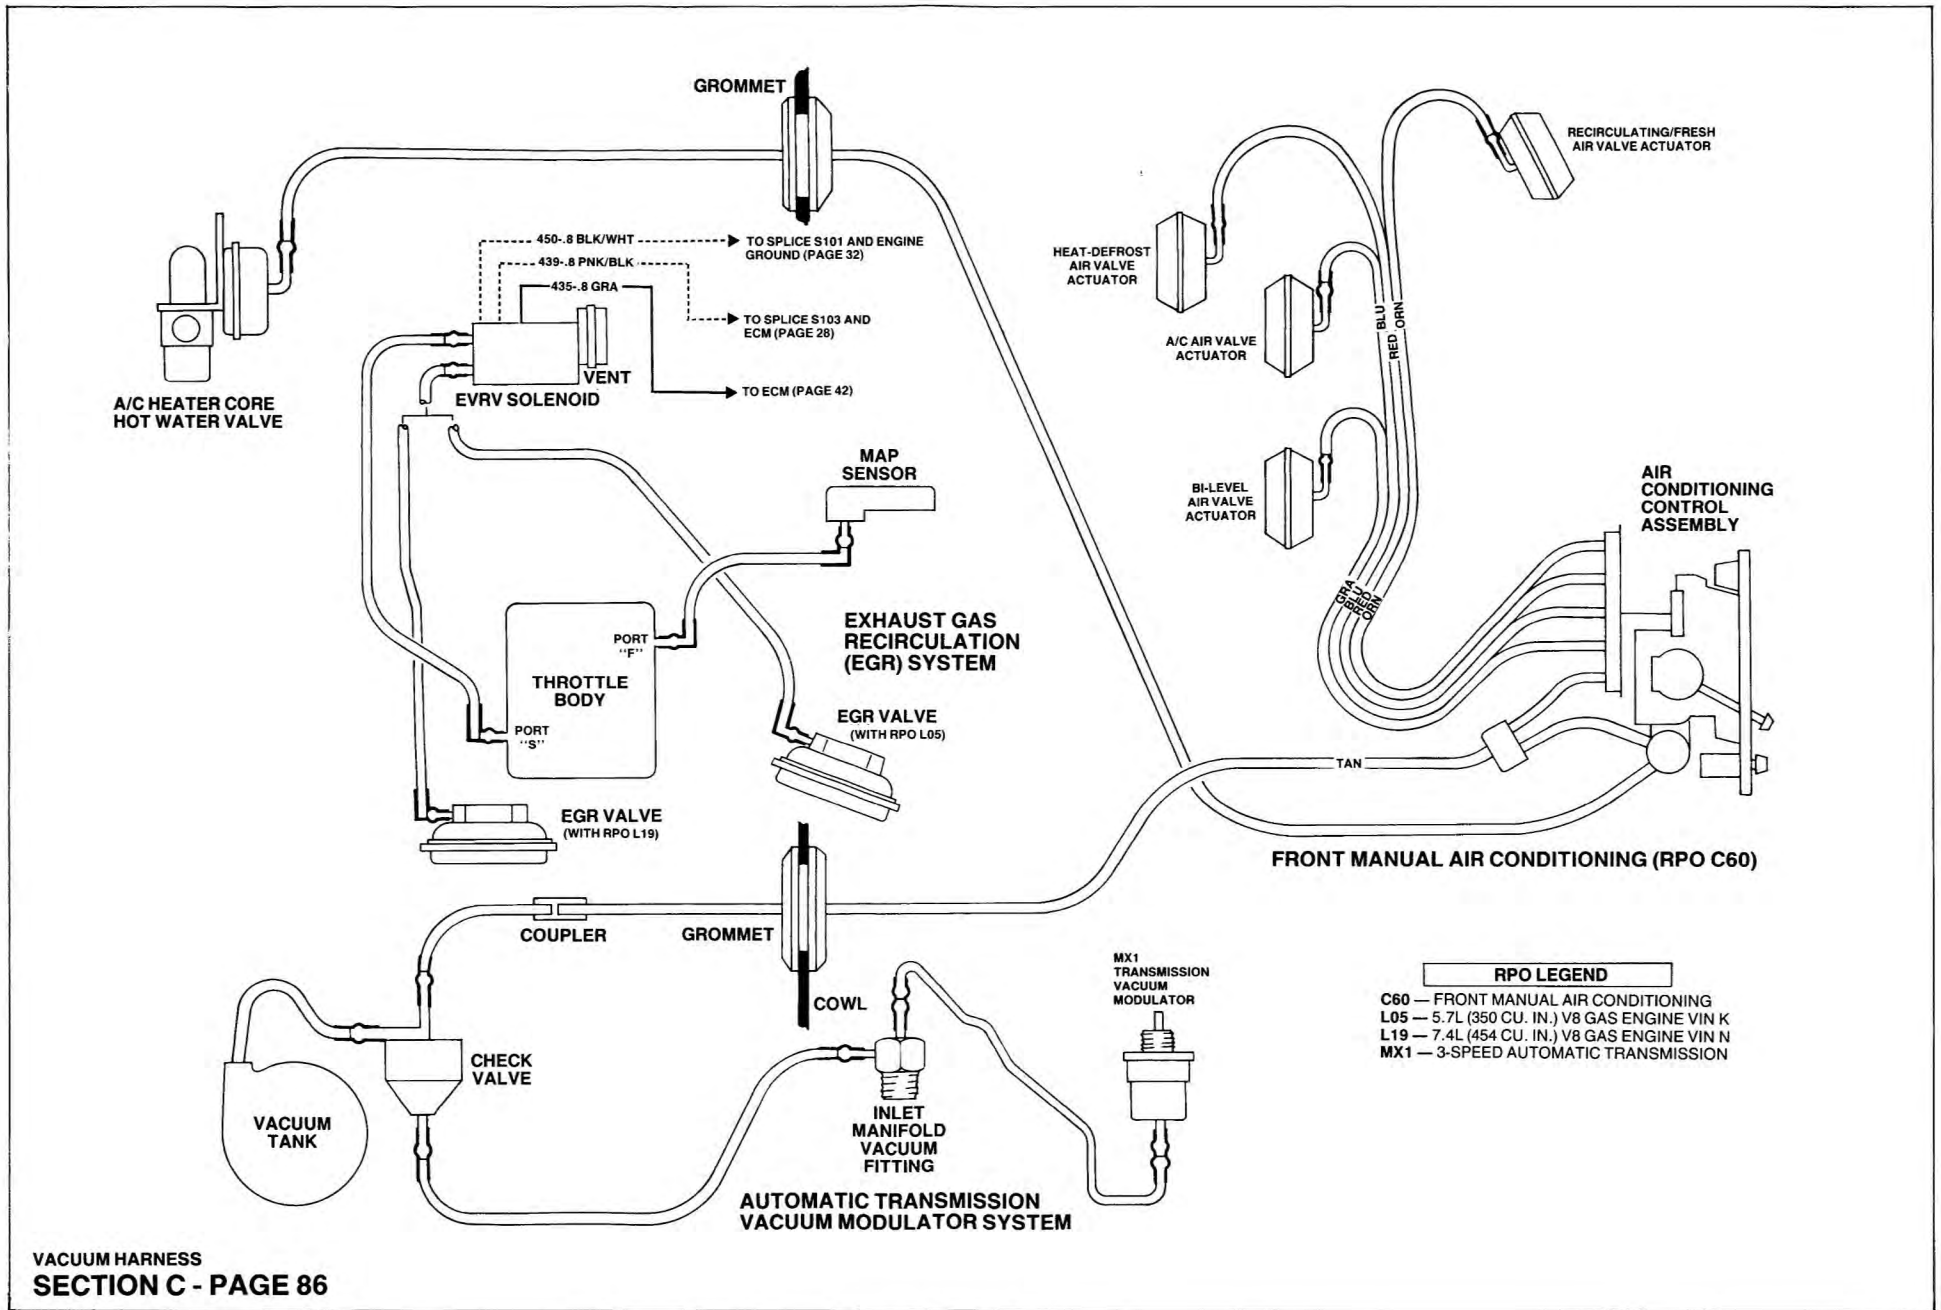 GROMMET
RECIRCULATING/FRESH
AIR VALVE ACTUATOR
450-.8 BLK/WHT
TO SPLICE S101 AND ENGINE
GROUND (PAGE 32)
439-.8 PNK/BLK
435-.8 GRA
TO SPLICE S103 AND
ECM (PAGE 28)
TO ECM (PAGE 42)
HEAT-DEFROST
AIR VALVE
ACTUATOR
A/C AIR VALVE
ACTUATOR
BLU
ORN
RED
VENT
EVRV SOLENOID
A/C HEATER CORE
HOT WATER VALVE
MAP
SENSOR
BI-LEVEL
AIR VALVE
ACTUATOR
AIR
CONDITIONING
CONTROL
ASSEMBLY
GRA
BLU
RED
ORN
EXHAUST GAS
RECIRCULATION
(EGR) SYSTEM
PORT
"F"
THROTTLE
BODY
PORT
"S"
EGR VALVE
(WITH RPO L05)
TAN
EGR VALVE
(WITH RPO L19)
FRONT MANUAL AIR CONDITIONING (RPO C60)
COUPLER
GROMMET
COWL
MX1
TRANSMISSION
VACUUM
MODULATOR
RPO LEGEND
C60 — FRONT MANUAL AIR CONDITIONING
L05 — 5.7L (350 CU. IN.) V8 GAS ENGINE VIN K
L19 — 7.4L (454 CU. IN.) V8 GAS ENGINE VIN N
MX1 — 3-SPEED AUTOMATIC TRANSMISSION
CHECK
VALVE
VACUUM
TANK
INLET
MANIFOLD
VACUUM
FITTING
AUTOMATIC TRANSMISSION
VACUUM MODULATOR SYSTEM
VACUUM HARNESS
SECTION C - PAGE 86